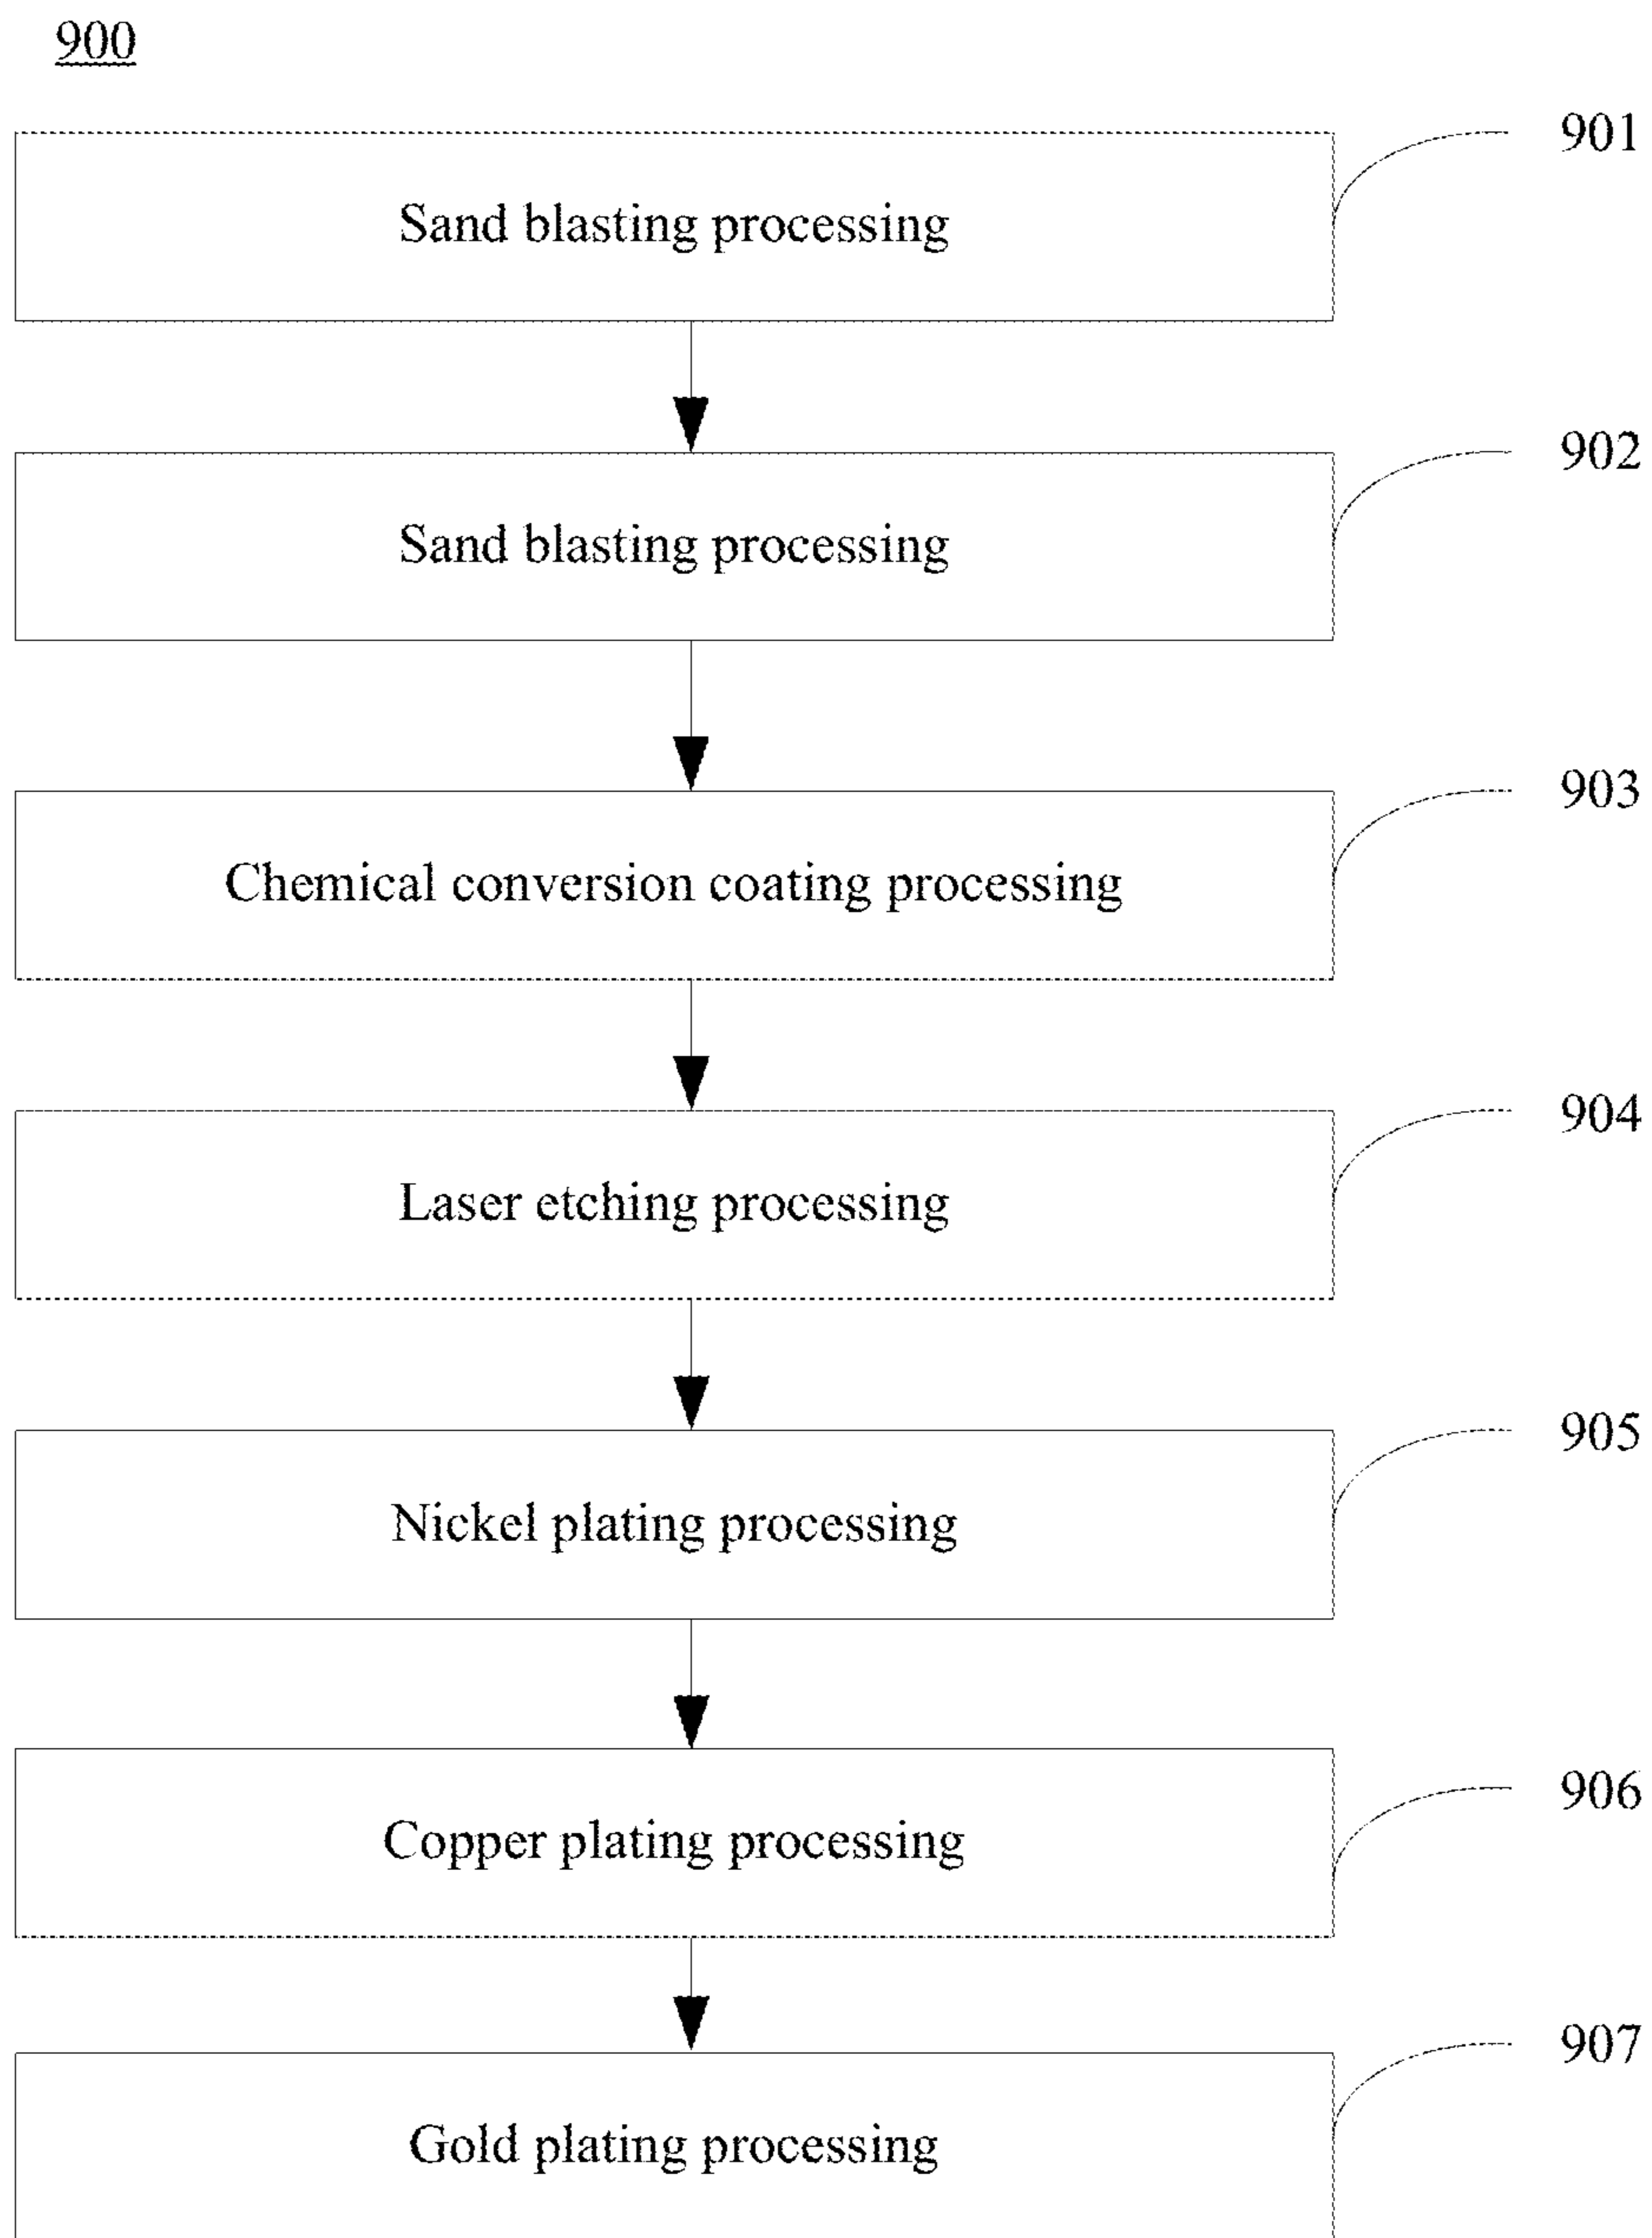 900
901
Sand blasting processing
902
Sand blasting processing
903
Chemical conversion coating processing
904
Laser etching processing
905
Nickel plating processing
906
Copper plating processing
907
Gold plating processing